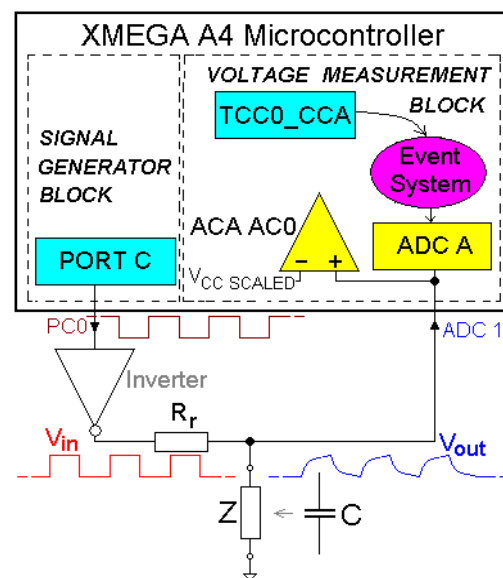 XMEGA A4 Microcontroller
VOLTAGE MEASUREMENT
BLOCK
TCC0_CCA
SIGNAL
GENERATOR
BLOCK
Event
System
ACA AC0
PORT C
ADC A
− +
VCC SCALED
PC0
ADC 1
Inverter
Rr
Vin
Vout
Z
C